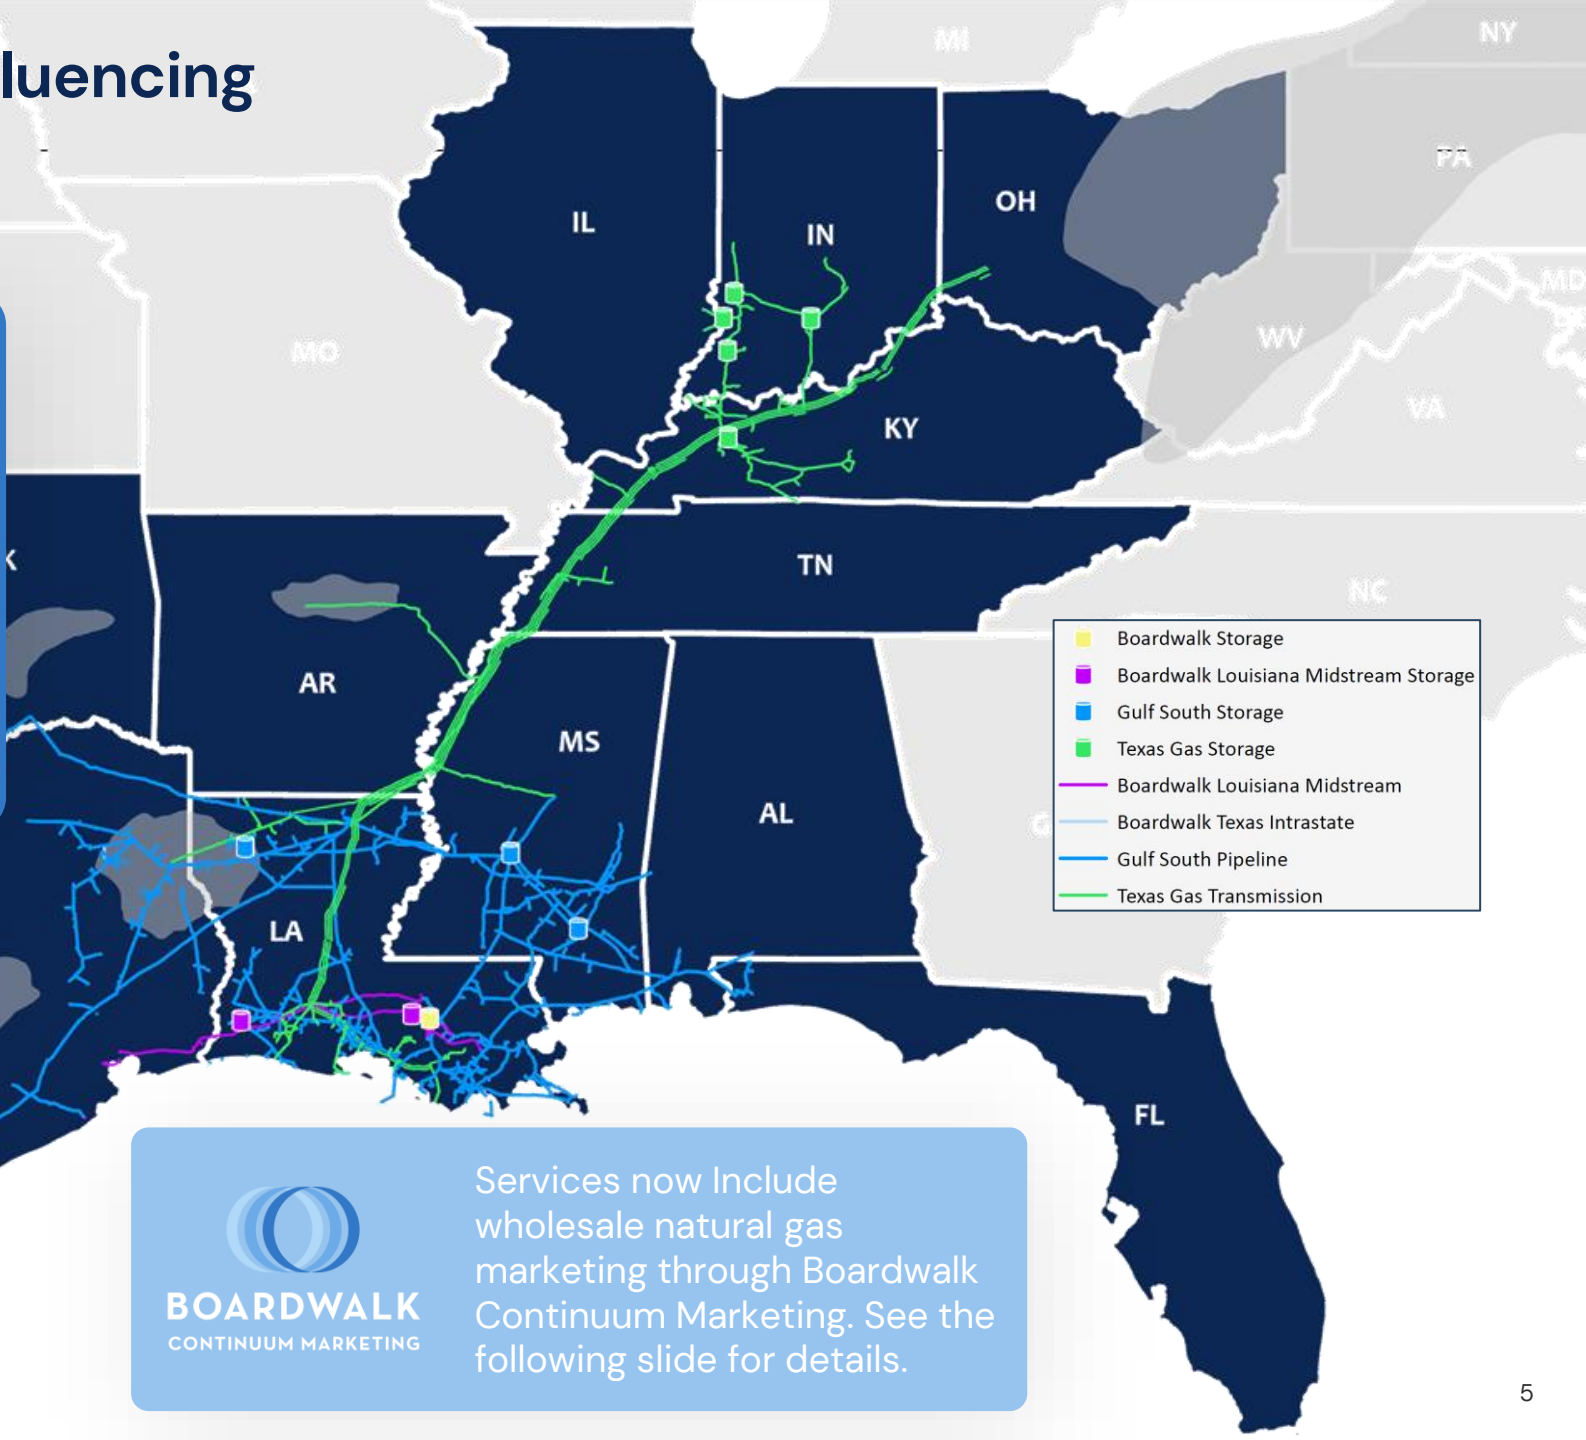 luencing
MI
NY
PA
OH
IL
IN
MD
WV
MO
VA
KY
K
TN
NC
AR
MS
AL
G
LA
FL
Boardwalk Storage
Boardwalk Louisiana Midstream Storage
Gulf South Storage
Texas Gas Storage
Boardwalk Louisiana Midstream
Boardwalk Texas Intrastate
Gulf South Pipeline
Texas Gas Transmission
BOARDWALK
CONTINUUM MARKETING
Services now Include
wholesale natural gas
marketing through Boardwalk
Continuum Marketing. See the
following slide for details.
5